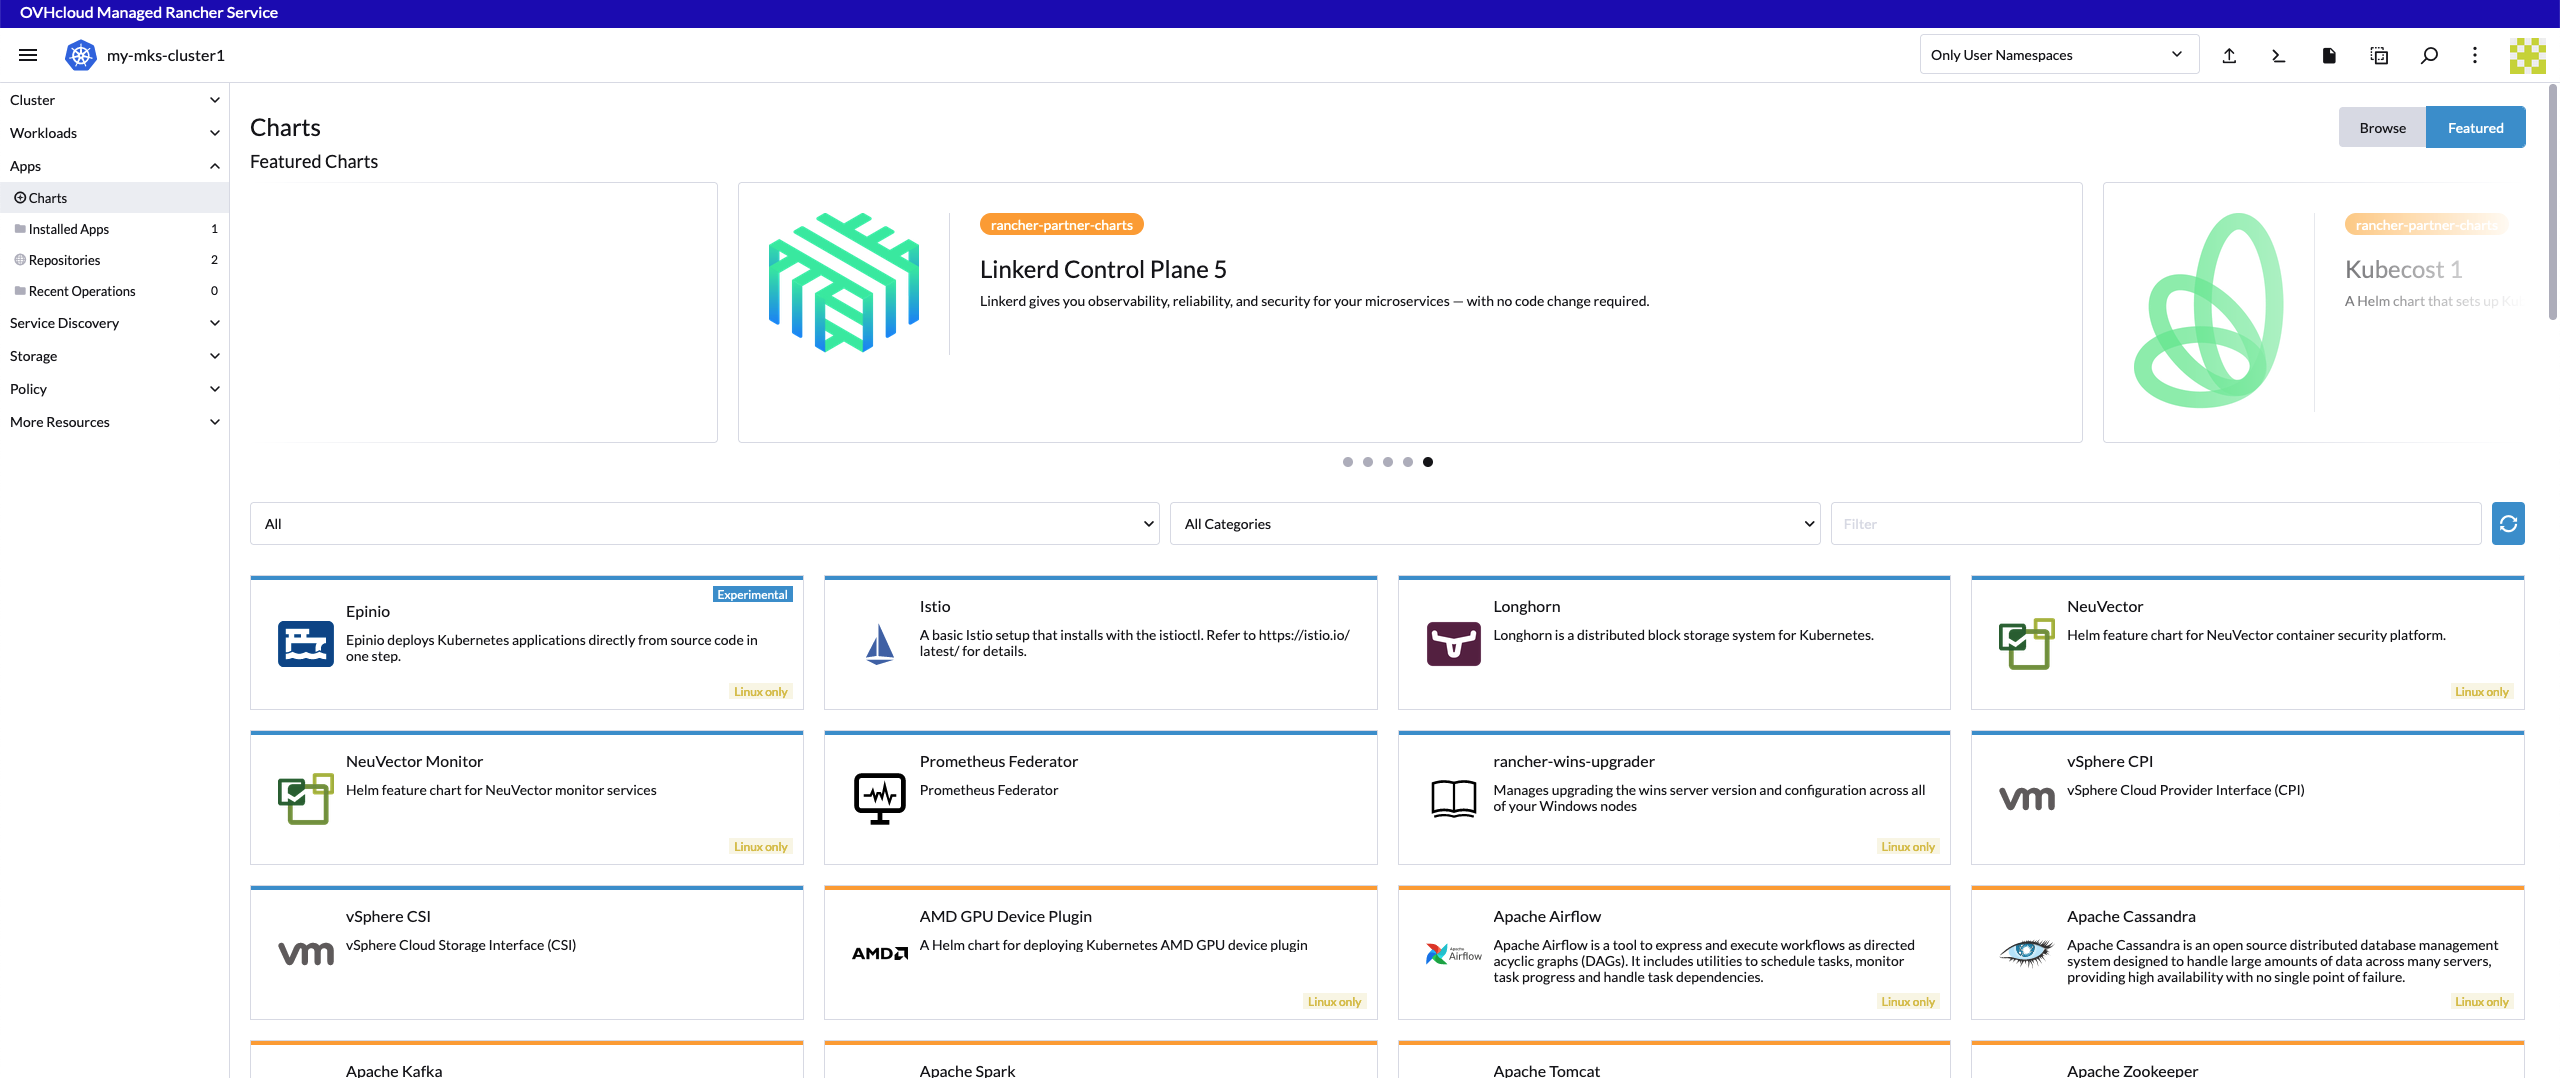 OVHcloud Managed Rancher Service
my-mks-cluster1
Only User Namespaces
Cluster
Workloads
Apps
Charts
Installed Apps 1
Repositories 2
Recent Operations 0
Service Discovery
Storage
Policy
More Resources
Charts
Browse
Featured
Featured Charts
rancher-partner-charts
Linkerd Control Plane 5
Linkerd gives you observability, reliability, and security for your microservices — with no code change required.
rancher-partner-charts
Kubecost 1
A Helm chart that sets up
All
All Categories
Filter
Experimental
Epinio
Epinio deploys Kubernetes applications directly from source code in
one step.
Linux only
Istio
A basic Istio setup that installs with the istioctl. Refer to https://istio.io/
latest/ for details.
Longhorn
Longhorn is a distributed block storage system for Kubernetes.
NeuVector
Helm feature chart for NeuVector container security platform.
Linux only
NeuVector Monitor
Helm feature chart for NeuVector monitor services
Linux only
Prometheus Federator
Prometheus Federator
rancher-wins-upgrader
Manages upgrading the wins server version and configuration across all
of your Windows nodes
Linux only
vm
vSphere CPI
vSphere Cloud Provider Interface (CPI)
vm
vSphere CSI
vSphere Cloud Storage Interface (CSI)
AMD
AMD GPU Device Plugin
A Helm chart for deploying Kubernetes AMD GPU device plugin
Linux only
Apache
Airflow
Apache Airflow
Apache Airflow is a tool to express and execute workflows as directed
acyclic graphs (DAGs). It includes utilities to schedule tasks, monitor
task progress and handle task dependencies.
Linux only
Apache Cassandra
Apache Cassandra is an open source distributed database management
system designed to handle large amounts of data across many servers,
providing high availability with no single point of failure.
Linux only
Apache Kafka
Apache Spark
Apache Tomcat
Apache Zookeeper